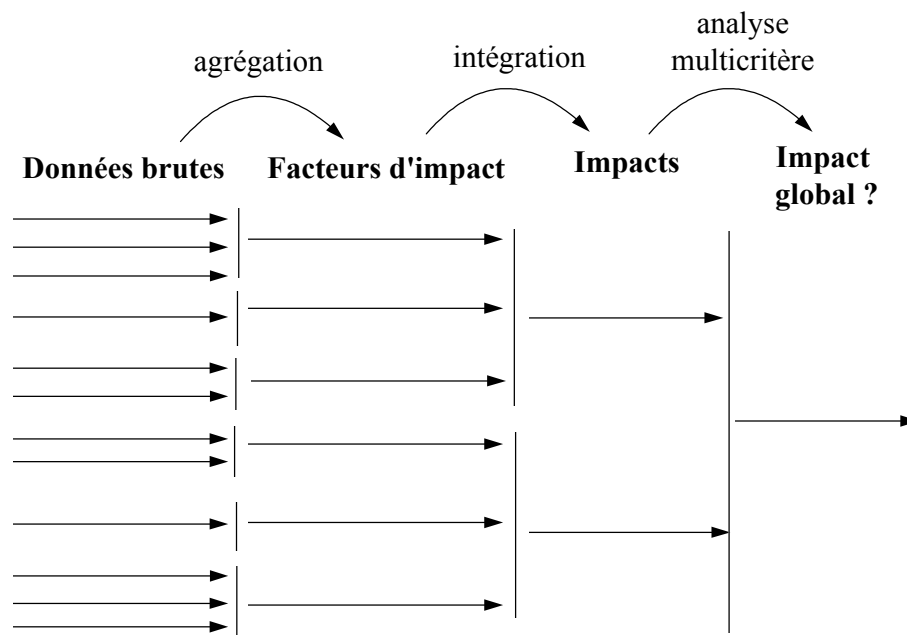 agrégation
intégration
analyse
multicritère
Données brutes
Facteurs d'impact
Impacts
Impact
global ?